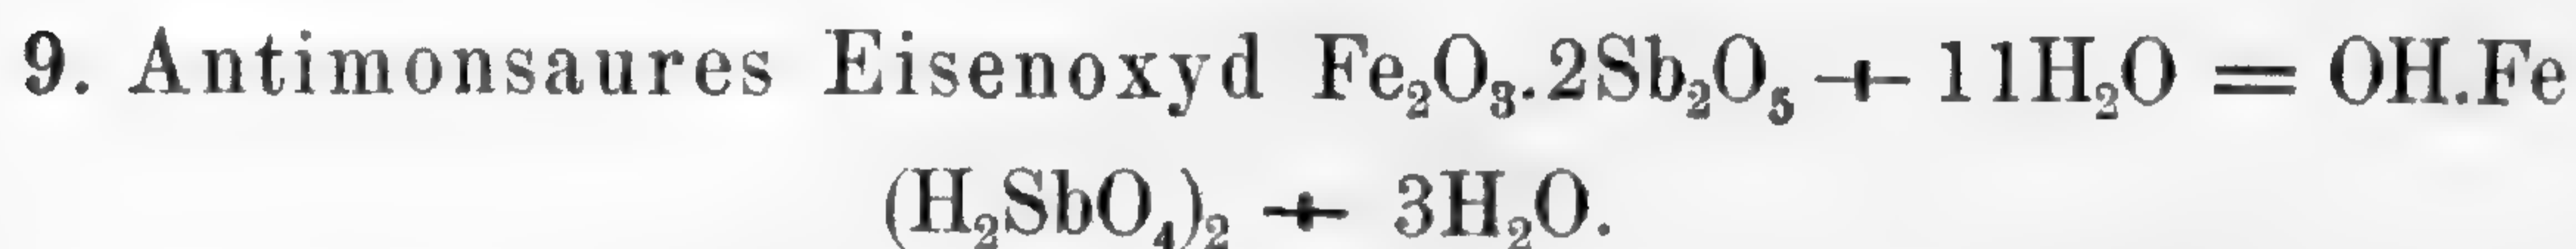 9. Antimonsaures Eisenoxyd Fe₂O₃.2Sb₂O₅ + 11H₂O = OH.Fe
(H₂SbO₄)₂ + 3H₂O.